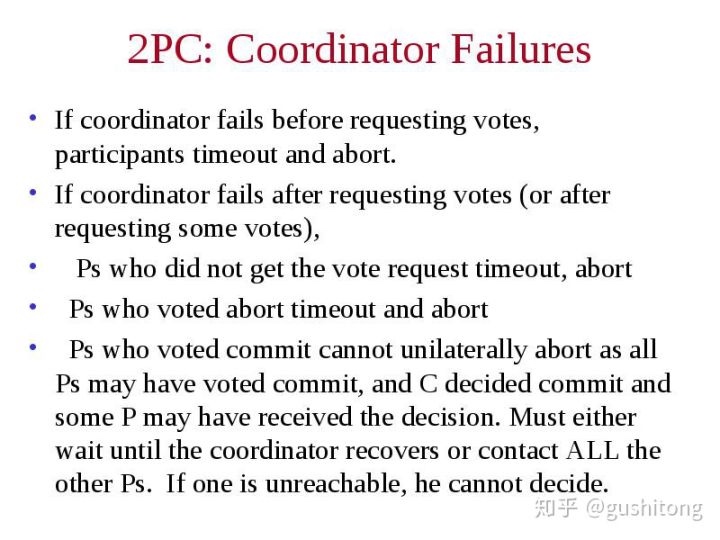 2PC: Coordinator Failures
• If coordinator fails before requesting votes,
participants timeout and abort.
• If coordinator fails after requesting votes (or after
requesting some votes),
• Ps who did not get the vote request timeout, abort
• Ps who voted abort timeout and abort
• Ps who voted commit cannot unilaterally abort as all
Ps may have voted commit, and C decided commit and
some P may have received the decision. Must either
wait until the coordinator recovers or contact ALL the
other Ps. If one is unreachable, he cannot decide.
知乎 @gushitong